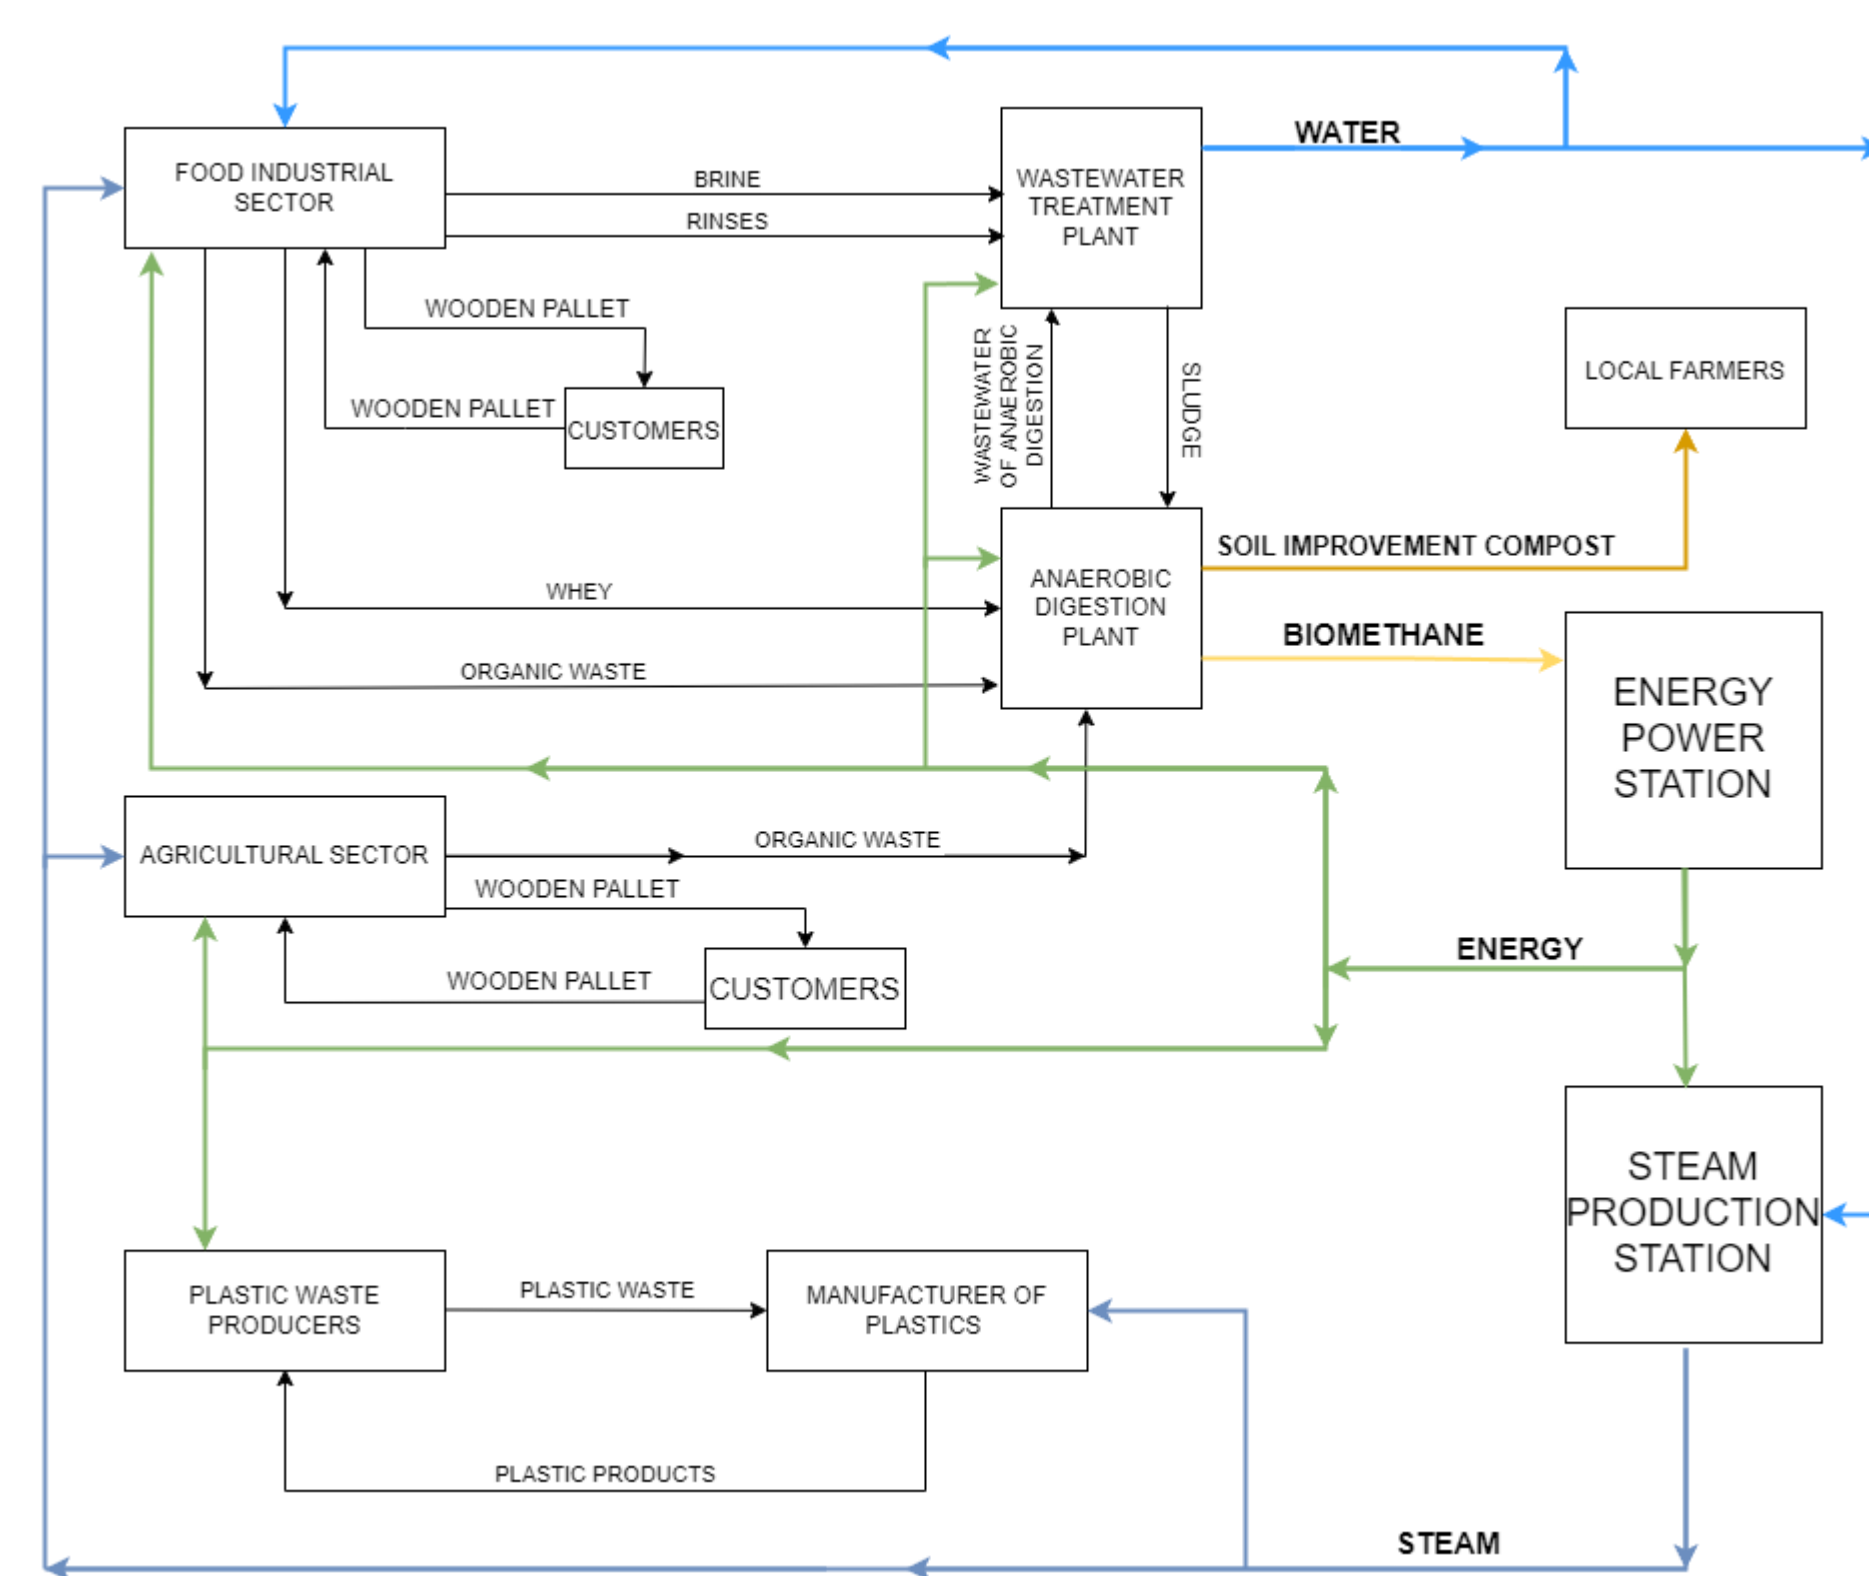 WATER
FOOD INDUSTRIAL
SECTOR
BRINE
RINSES
WASTEWATER
TREATMENT
PLANT
WOODEN PALLET
WOODEN PALLET
CUSTOMERS
WASTEWATER
OF ANAEROBIC
DIGESTION
SLUDGE
LOCAL FARMERS
SOIL IMPROVEMENT COMPOST
WHEY
ANAEROBIC
DIGESTION
PLANT
BIOMETHANE
ORGANIC WASTE
ENERGY
POWER
STATION
AGRICULTURAL SECTOR
ORGANIC WASTE
WOODEN PALLET
WOODEN PALLET
CUSTOMERS
ENERGY
STEAM
PRODUCTION
STATION
PLASTIC WASTE
PRODUCERS
PLASTIC WASTE
MANUFACTURER OF
PLASTICS
PLASTIC PRODUCTS
STEAM